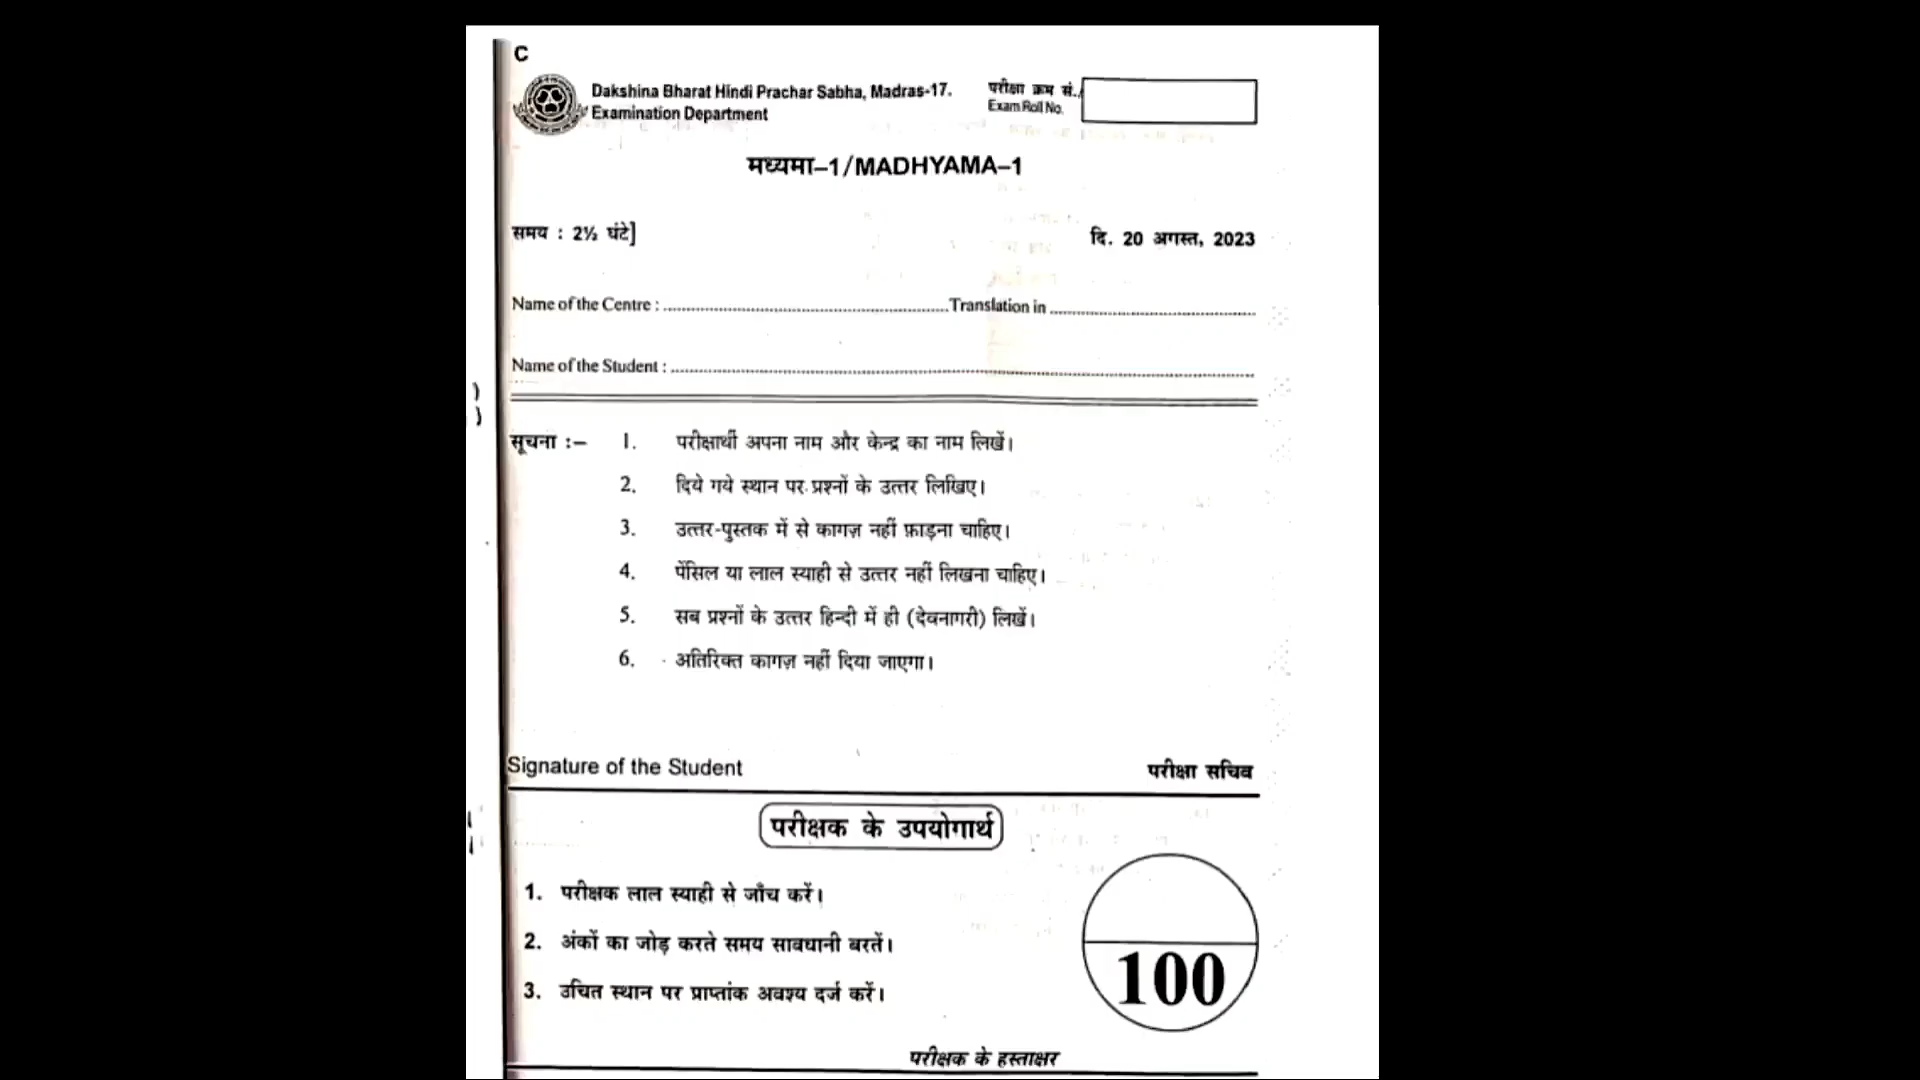 C
Dakshina Bharat Hindi Prachar Sabha, Madras-17.
Examination Department
परीक्षा क्रम सं./
Exam Roll No.
मध्यमा–1/MADHYAMA–1
समय : 2½ घंटे]
दि. 20 अगस्त, 2023
Name of the Centre : ........................ Translation in ........................
Name of the Student : ........................
सूचना :–
1. परीक्षार्थी अपना नाम और केन्द्र का नाम लिखें।
2. दिये गये स्थान पर प्रश्नों के उत्तर लिखिए।
3. उत्तर-पुस्तक में से कागज़ नहीं फ़ाड़ना चाहिए।
4. पेंसिल या लाल स्याही से उत्तर नहीं लिखना चाहिए।
5. सब प्रश्नों के उत्तर हिन्दी में ही (देवनागरी) लिखें।
6. अतिरिक्त कागज़ नहीं दिया जाएगा।
Signature of the Student
परीक्षा सचिव
परीक्षक के उपयोगार्थ
1. परीक्षक लाल स्याही से जाँच करें।
2. अंकों का जोड़ करते समय सावधानी बरतें।
3. उचित स्थान पर प्राप्तांक अवश्य दर्ज करें।
100
परीक्षक के हस्ताक्षर